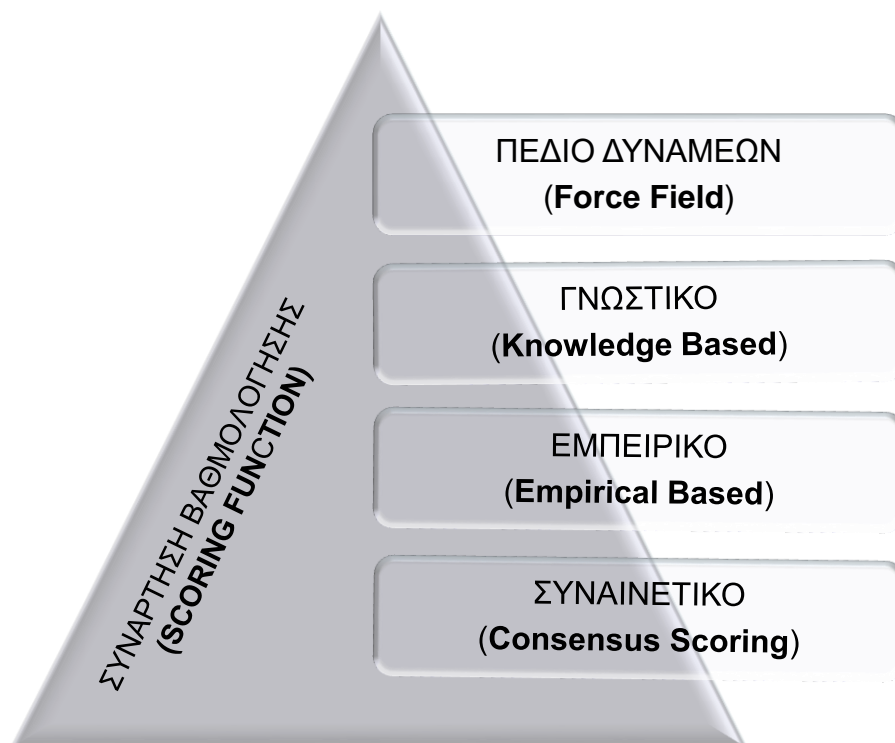 ΠΕΔΙΟ ΔΥΝΑΜΕΩΝ
(Force Field)
ΓΝΩΣΤΙΚΟ
(Knowledge Based)
ΕΜΠΕΙΡΙΚΟ
(Empirical Based)
ΣΥΝΑΙΝΕΤΙΚΟ
(Consensus Scoring)
ΣΥΝΑΡΤΗΣΗ ΒΑΘΜΟΛΟΓΗΣΗΣ
(SCORING FUNCTION)